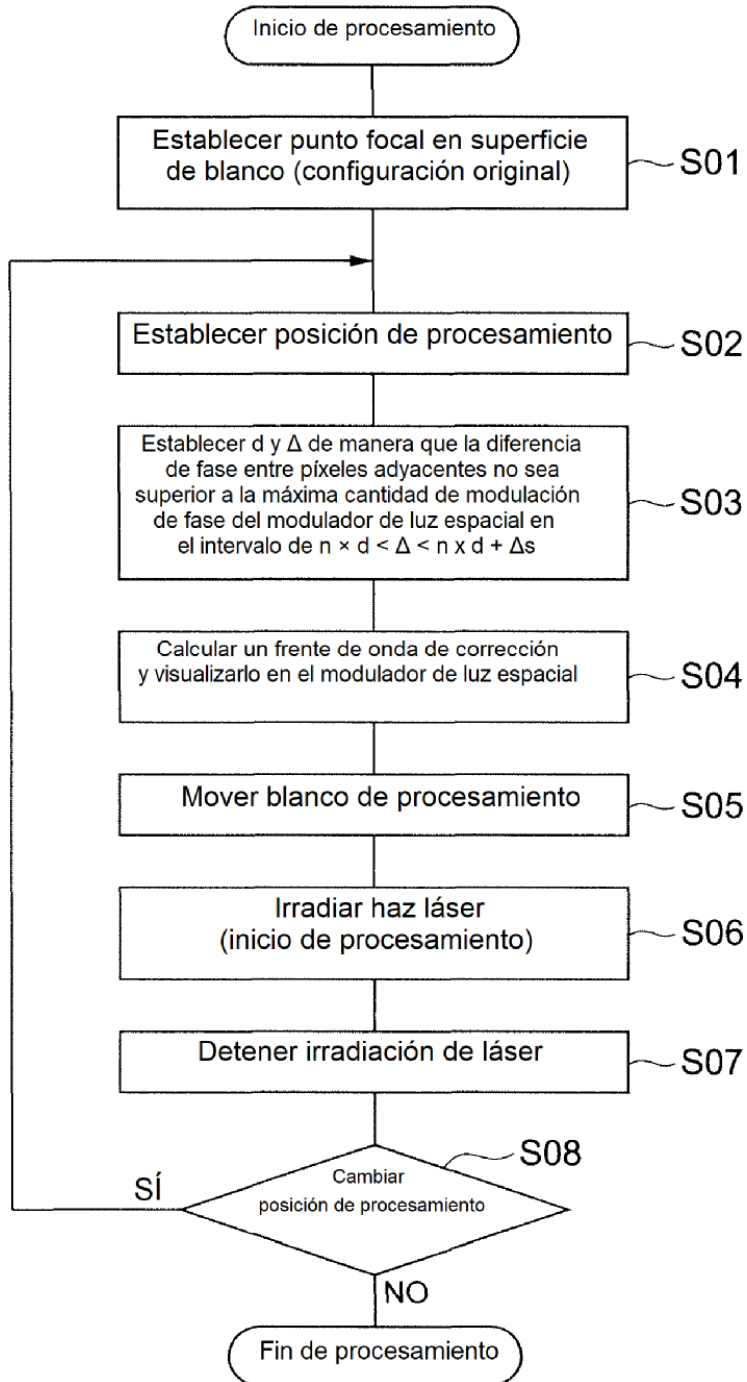 Inicio de procesamiento
Establecer punto focal en superficie
de blanco (configuración original)
S01
Establecer posición de procesamiento
S02
Establecer d y Δ de manera que la diferencia
de fase entre píxeles adyacentes no sea
superior a la máxima cantidad de modulación
de fase del modulador de luz espacial en
el intervalo de n × d < Δ < n x d + Δs
S03
Calcular un frente de onda de corrección
y visualizarlo en el modulador de luz espacial
S04
Mover blanco de procesamiento
S05
Irradiar haz láser
(inicio de procesamiento)
S06
Detener irradiación de láser
S07
S08
Cambiar
posición de procesamiento
SÍ
NO
Fin de procesamiento